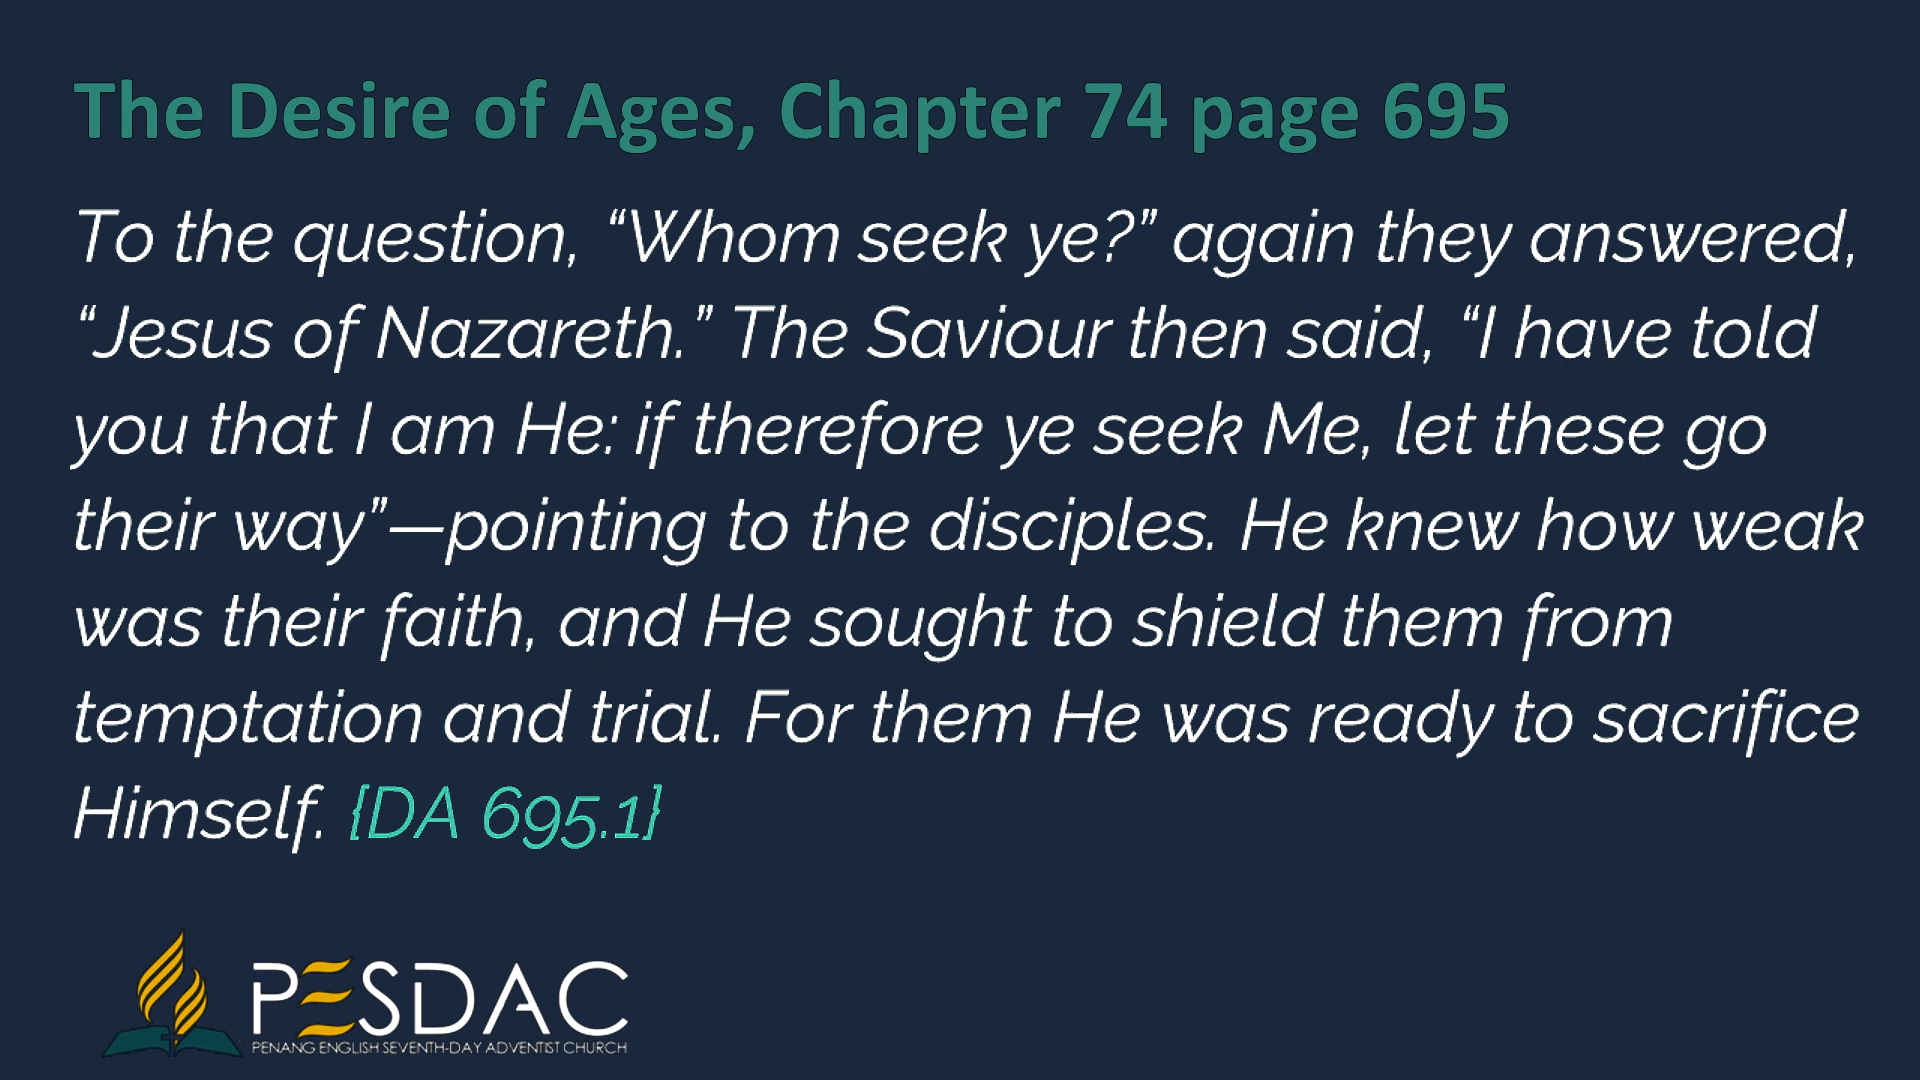 The Desire of Ages, Chapter 74 page 695
To the question, “Whom seek ye?” again they answered,
“Jesus of Nazareth.” The Saviour then said, “I have told
you that I am He: if therefore ye seek Me, let these go
their way”—pointing to the disciples. He knew how weak
was their faith, and He sought to shield them from
temptation and trial. For them He was ready to sacrifice
Himself. {DA 695.1}
PESDAC
PENANG ENGLISH SEVENTH-DAY ADVENTIST CHURCH